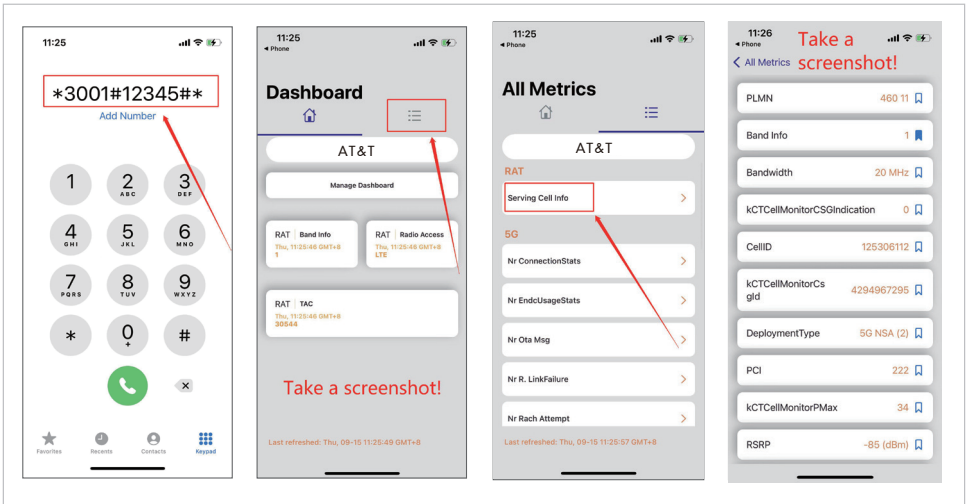 11:25
*3001#12345#*
Add Number
1
2
ABC
3
DEF
4
GHI
5
JKL
6
MNO
7
PQRS
8
TUV
9
WXYZ
*
0
+
#
Favorites
Recents
Contacts
Keypad
11:25
◄ Phone
Dashboard
AT&T
Manage Dashboard
RAT | Band Info
Thu, 11:25:46 GMT+8
1
RAT | Radio Access
Thu, 11:25:46 GMT+8
LTE
RAT | TAC
Thu, 11:25:46 GMT+8
30544
Take a screenshot!
Last refreshed: Thu, 09-15 11:25:49 GMT+8
11:25
◄ Phone
All Metrics
AT&T
RAT
Serving Cell Info
5G
Nr ConnectionStats
Nr EndcUsageStats
Nr Ota Msg
Nr R. LinkFailure
Nr Rach Attempt
Last refreshed: Thu, 09-15 11:25:57 GMT+8
11:26
◄ Phone
All Metrics
Take a
screenshot!
PLMN 460 11
Band Info 1
Bandwidth 20 MHz
kCTCellMonitorCSGIndication 0
CellID 125306112
kCTCellMonitorCs
gId 4294967295
DeploymentType 5G NSA (2)
PCI 222
kCTCellMonitorPMax 34
RSRP -85 (dBm)